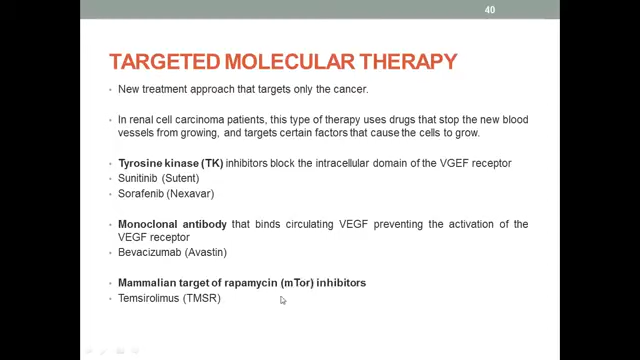 40
TARGETED MOLECULAR THERAPY
• New treatment approach that targets only the cancer.
• In renal cell carcinoma patients, this type of therapy uses drugs that stop the new blood
vessels from growing, and targets certain factors that cause the cells to grow.
• Tyrosine kinase (TK) inhibitors block the intracellular domain of the VGEF receptor
• Sunitinib (Sutent)
• Sorafenib (Nexavar)
• Monoclonal antibody that binds circulating VEGF preventing the activation of the
VEGF receptor
• Bevacizumab (Avastin)
• Mammalian target of rapamycin (mTor) inhibitors
• Temsirolimus (TMSR)